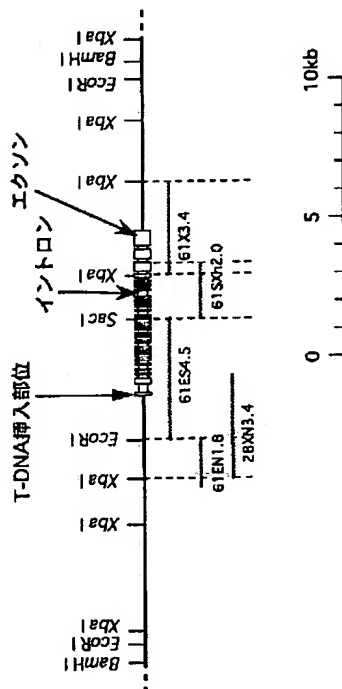 T-DNA挿入部位
イントロン
エクソン
BamHI
EcoRI
XbaI
XbaI
XbaI
EcoRI
SacI
XbaI
XbaI
XbaI
EcoRI
BamHI
XbaI
61EN1.8
28XN3.4
61ES4.5
61SXh2.0
61X3.4
0
5
10kb